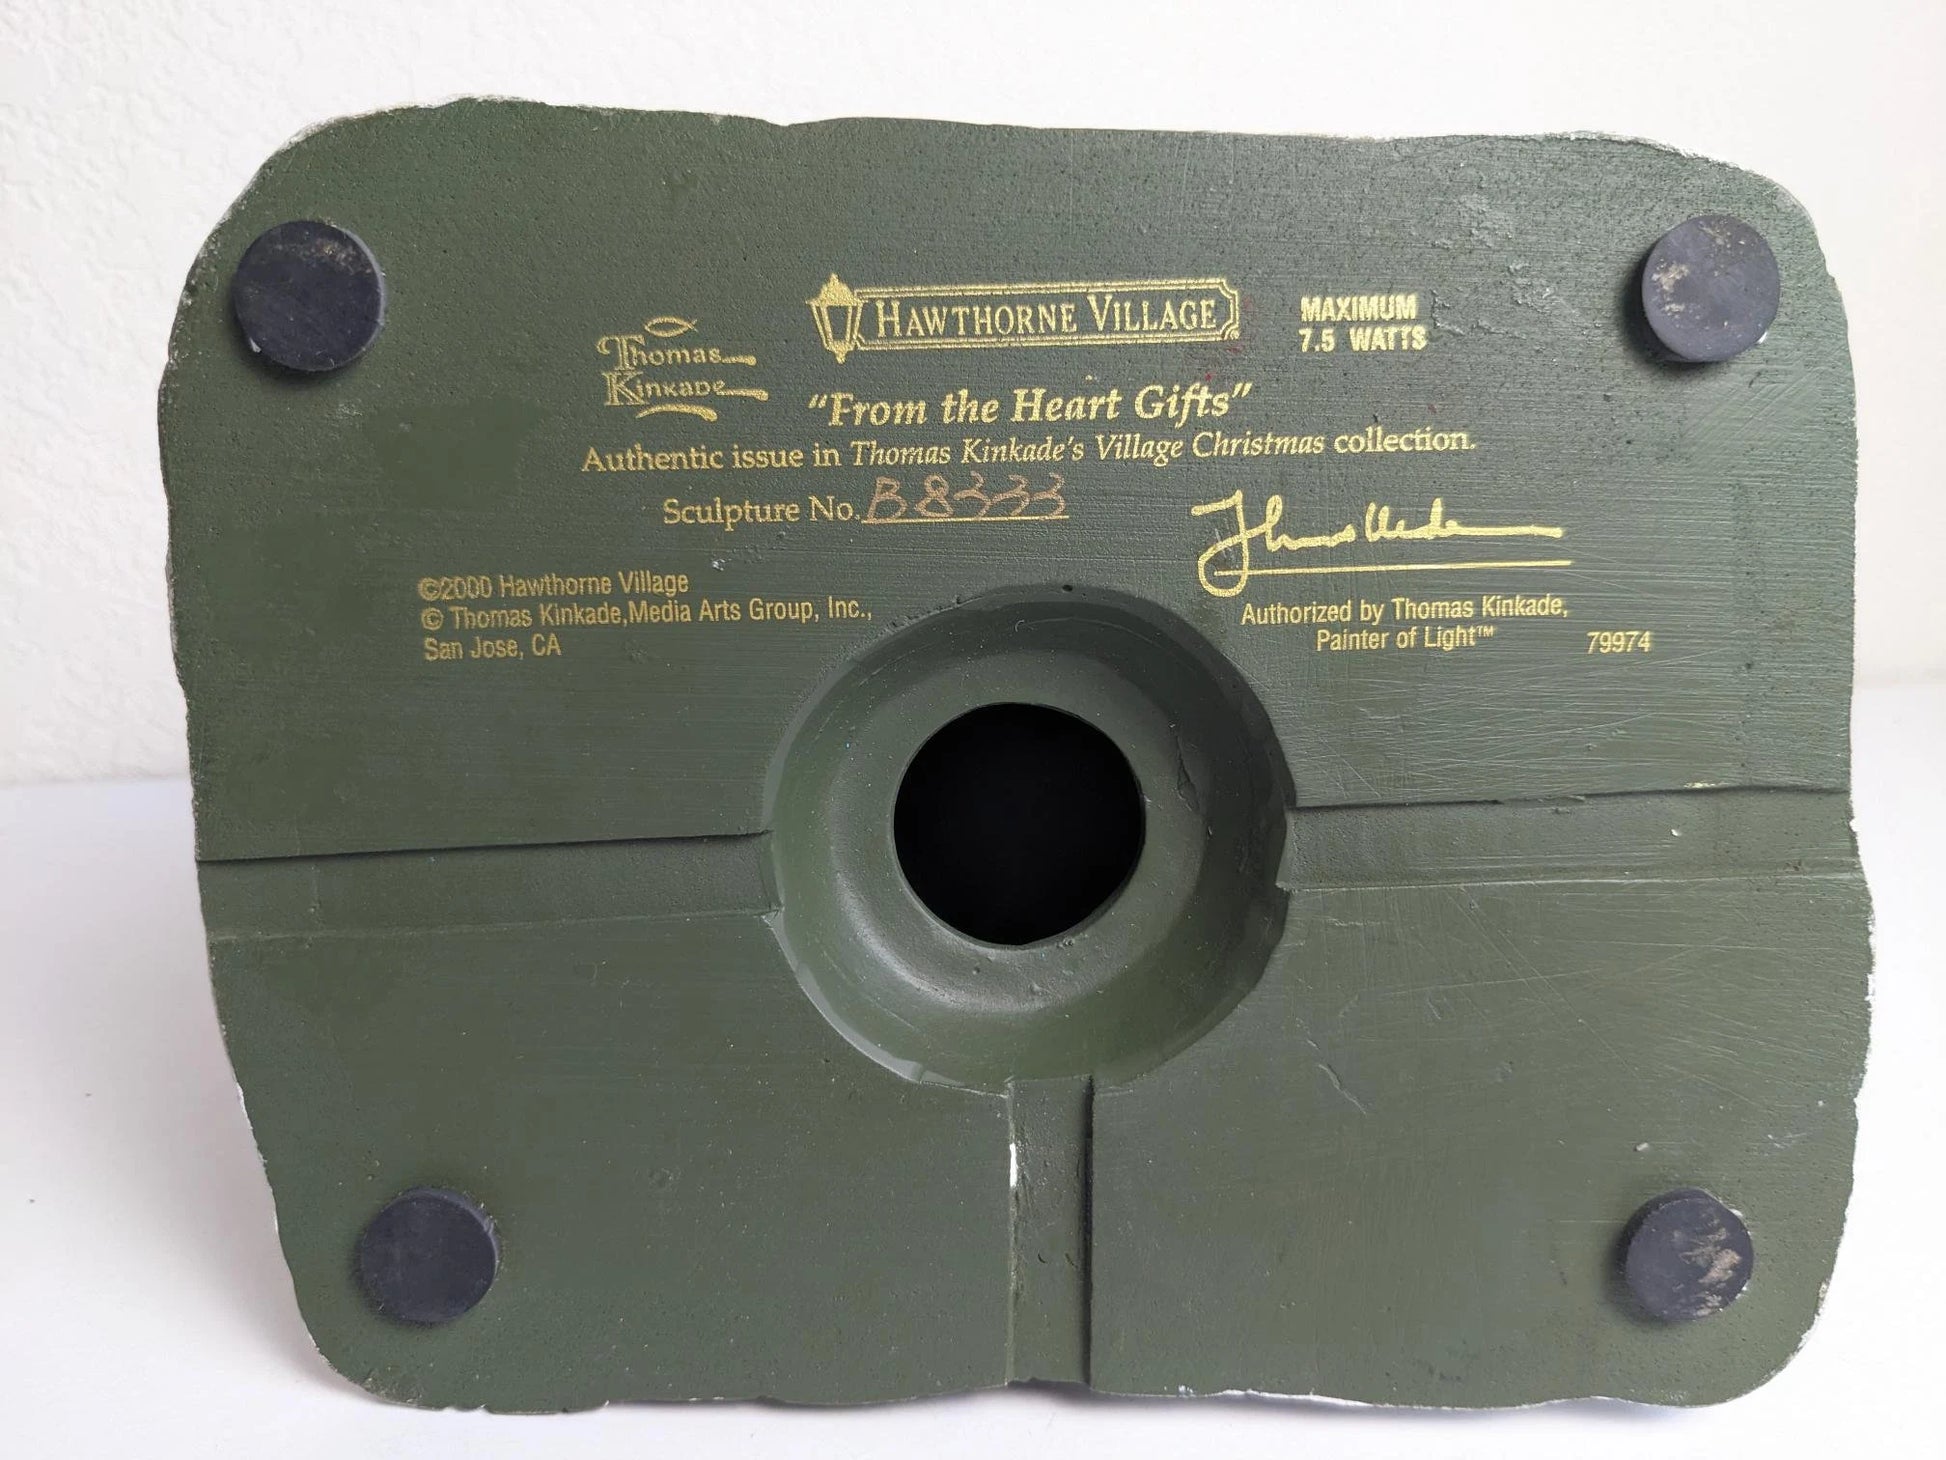 HAWTHORNE VILLAGE
MAXIMUM
7.5 WATTS
Thomas
Kinkade
"From the Heart Gifts"
Authentic issue in Thomas Kinkade's Village Christmas collection.
Sculpture No. B8333
Thomas Kinkade
©2000 Hawthorne Village
© Thomas Kinkade,Media Arts Group, Inc.,
San Jose, CA
Authorized by Thomas Kinkade,
Painter of Light™
79974